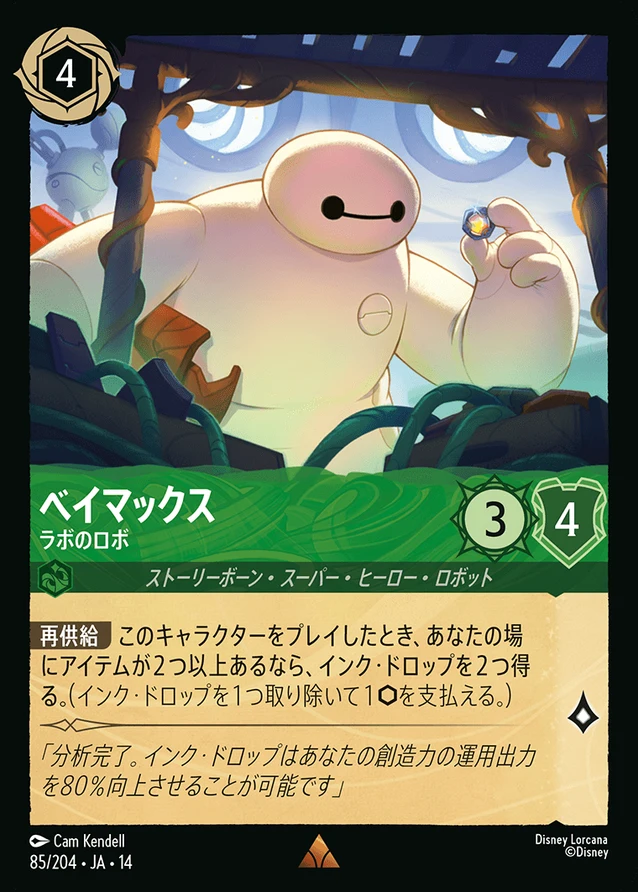 4
ベイマックス
ラボのロボ
3
4
ストーリーボーン・スーパー・ヒーロー・ロボット
再供給 このキャラクターをプレイしたとき、あなたの場
にアイテムが2つ以上あるなら、インク・ドロップを2つ得
る。(インク・ドロップを1つ取り除いて1⬡を支払える。)
「分析完了。インク・ドロップはあなたの創造力の運用出力
を80%向上させることが可能です」
Cam Kendell
Disney Lorcana
85/204・JA・14
©Disney